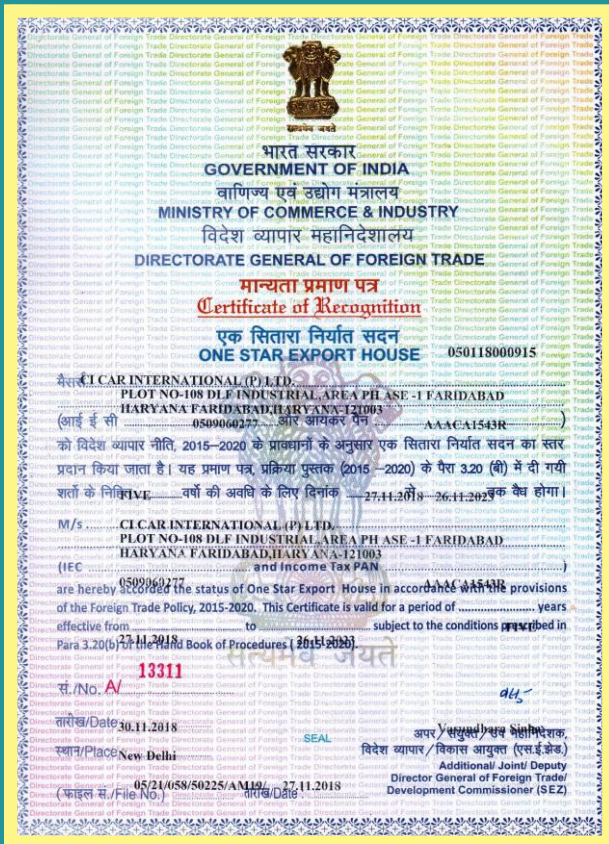 सत्यमेव जयते
भारत सरकार
GOVERNMENT OF INDIA
वाणिज्य एवं उद्योग मंत्रालय
MINISTRY OF COMMERCE & INDUSTRY
विदेश व्यापार महानिदेशालय
DIRECTORATE GENERAL OF FOREIGN TRADE
मान्यता प्रमाण पत्र
Certificate of Recognition
एक सितारा निर्यात सदन
ONE STAR EXPORT HOUSE 050118000915
मैसर्स CI CAR INTERNATIONAL (P) LTD.
PLOT NO-108 DLF INDUSTRIAL,AREA PH ASE -1 FARIDABAD
HARYANA FARIDABAD,HARYANA-121003
(आई ई सी 0509060277 और आयकर पैन AAACA1543R )
को विदेश व्यापार नीति, 2015–2020 के प्रावधानों के अनुसार एक सितारा निर्यात सदन का स्तर
प्रदान किया जाता है। यह प्रमाण पत्र, प्रक्रिया पुस्तक (2015 –2020) के पैरा 3.20 (बी) में दी गयी
शर्तो के FIVE वर्षो की अवधि के लिए दिनांक 27.11.2018 से 26.11.2023 तक वैध होगा।
M/s CI CAR INTERNATIONAL (P) LTD.
PLOT NO-108 DLF INDUSTRIAL,AREA PH ASE -1 FARIDABAD
HARYANA FARIDABAD,HARYANA-121003
(IEC and Income Tax PAN )
0509060277 AAACA1543R
are hereby accorded the status of One Star Export House in accordance with the provisions
of the Foreign Trade Policy, 2015-2020. This Certificate is valid for a period of years
effective from to subject to the conditions prescribed in
FIVE
27.11.2018 26.11.2023
Para 3.20(b) of the Hand Book of Procedures ( 2015-2020).
सत्यमेव जयते
13311
सं./No. A/
तारीख/Date 30.11.2018
Vasundhara Sinha
SEAL
अपर/संयुक्त/उप महानिदेशक,
स्थान/Place New Delhi
विदेश व्यापार/विकास आयुक्त (एस.ई.झेड.)
Additional/ Joint/ Deputy
Director General of Foreign Trade/
Development Commissioner (SEZ)
(फाइल स./File No.) 05/21/058/50225/AM19/ तारीख/Date 27.11.2018